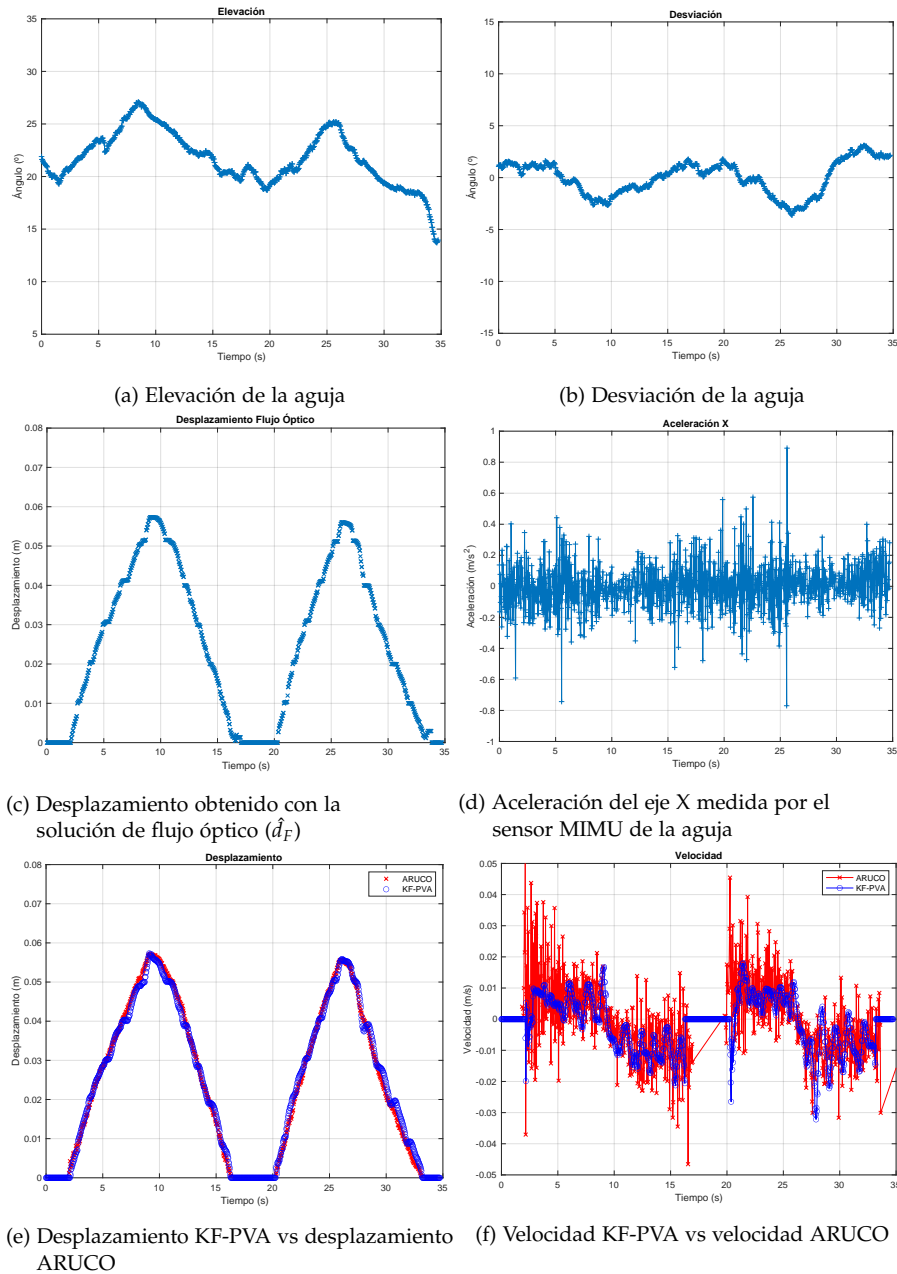 Elevación
35
30
25
20
15
10
5
Ángulo (º)
0 5 10 15 20 25 30 35
Tiempo (s)
(a) Elevación de la aguja
Desviación
15
10
5
0
-5
-10
-15
Ángulo (º)
0 5 10 15 20 25 30 35
Tiempo (s)
(b) Desviación de la aguja
Desplazamiento Flujo Óptico
0.08
0.07
0.06
0.05
0.04
0.03
0.02
0.01
0
Desplazamiento (m)
0 5 10 15 20 25 30 35
Tiempo (s)
(c) Desplazamiento obtenido con la
solución de flujo óptico (d̂_F)
Aceleración X
1
0.8
0.6
0.4
0.2
0
-0.2
-0.4
-0.6
-0.8
-1
Aceleración (m/s²)
0 5 10 15 20 25 30 35
Tiempo (s)
(d) Aceleración del eje X medida por el
sensor MIMU de la aguja
Desplazamiento
0.08
0.07
0.06
0.05
0.04
0.03
0.02
0.01
0
Desplazamiento (m)
ARUCO
KF-PVA
0 5 10 15 20 25 30 35
Tiempo (s)
(e) Desplazamiento KF-PVA vs desplazamiento
ARUCO
Velocidad
0.05
0.04
0.03
0.02
0.01
0
-0.01
-0.02
-0.03
-0.04
-0.05
Velocidad (m/s)
ARUCO
KF-PVA
0 5 10 15 20 25 30 35
Tiempo (s)
(f) Velocidad KF-PVA vs velocidad ARUCO